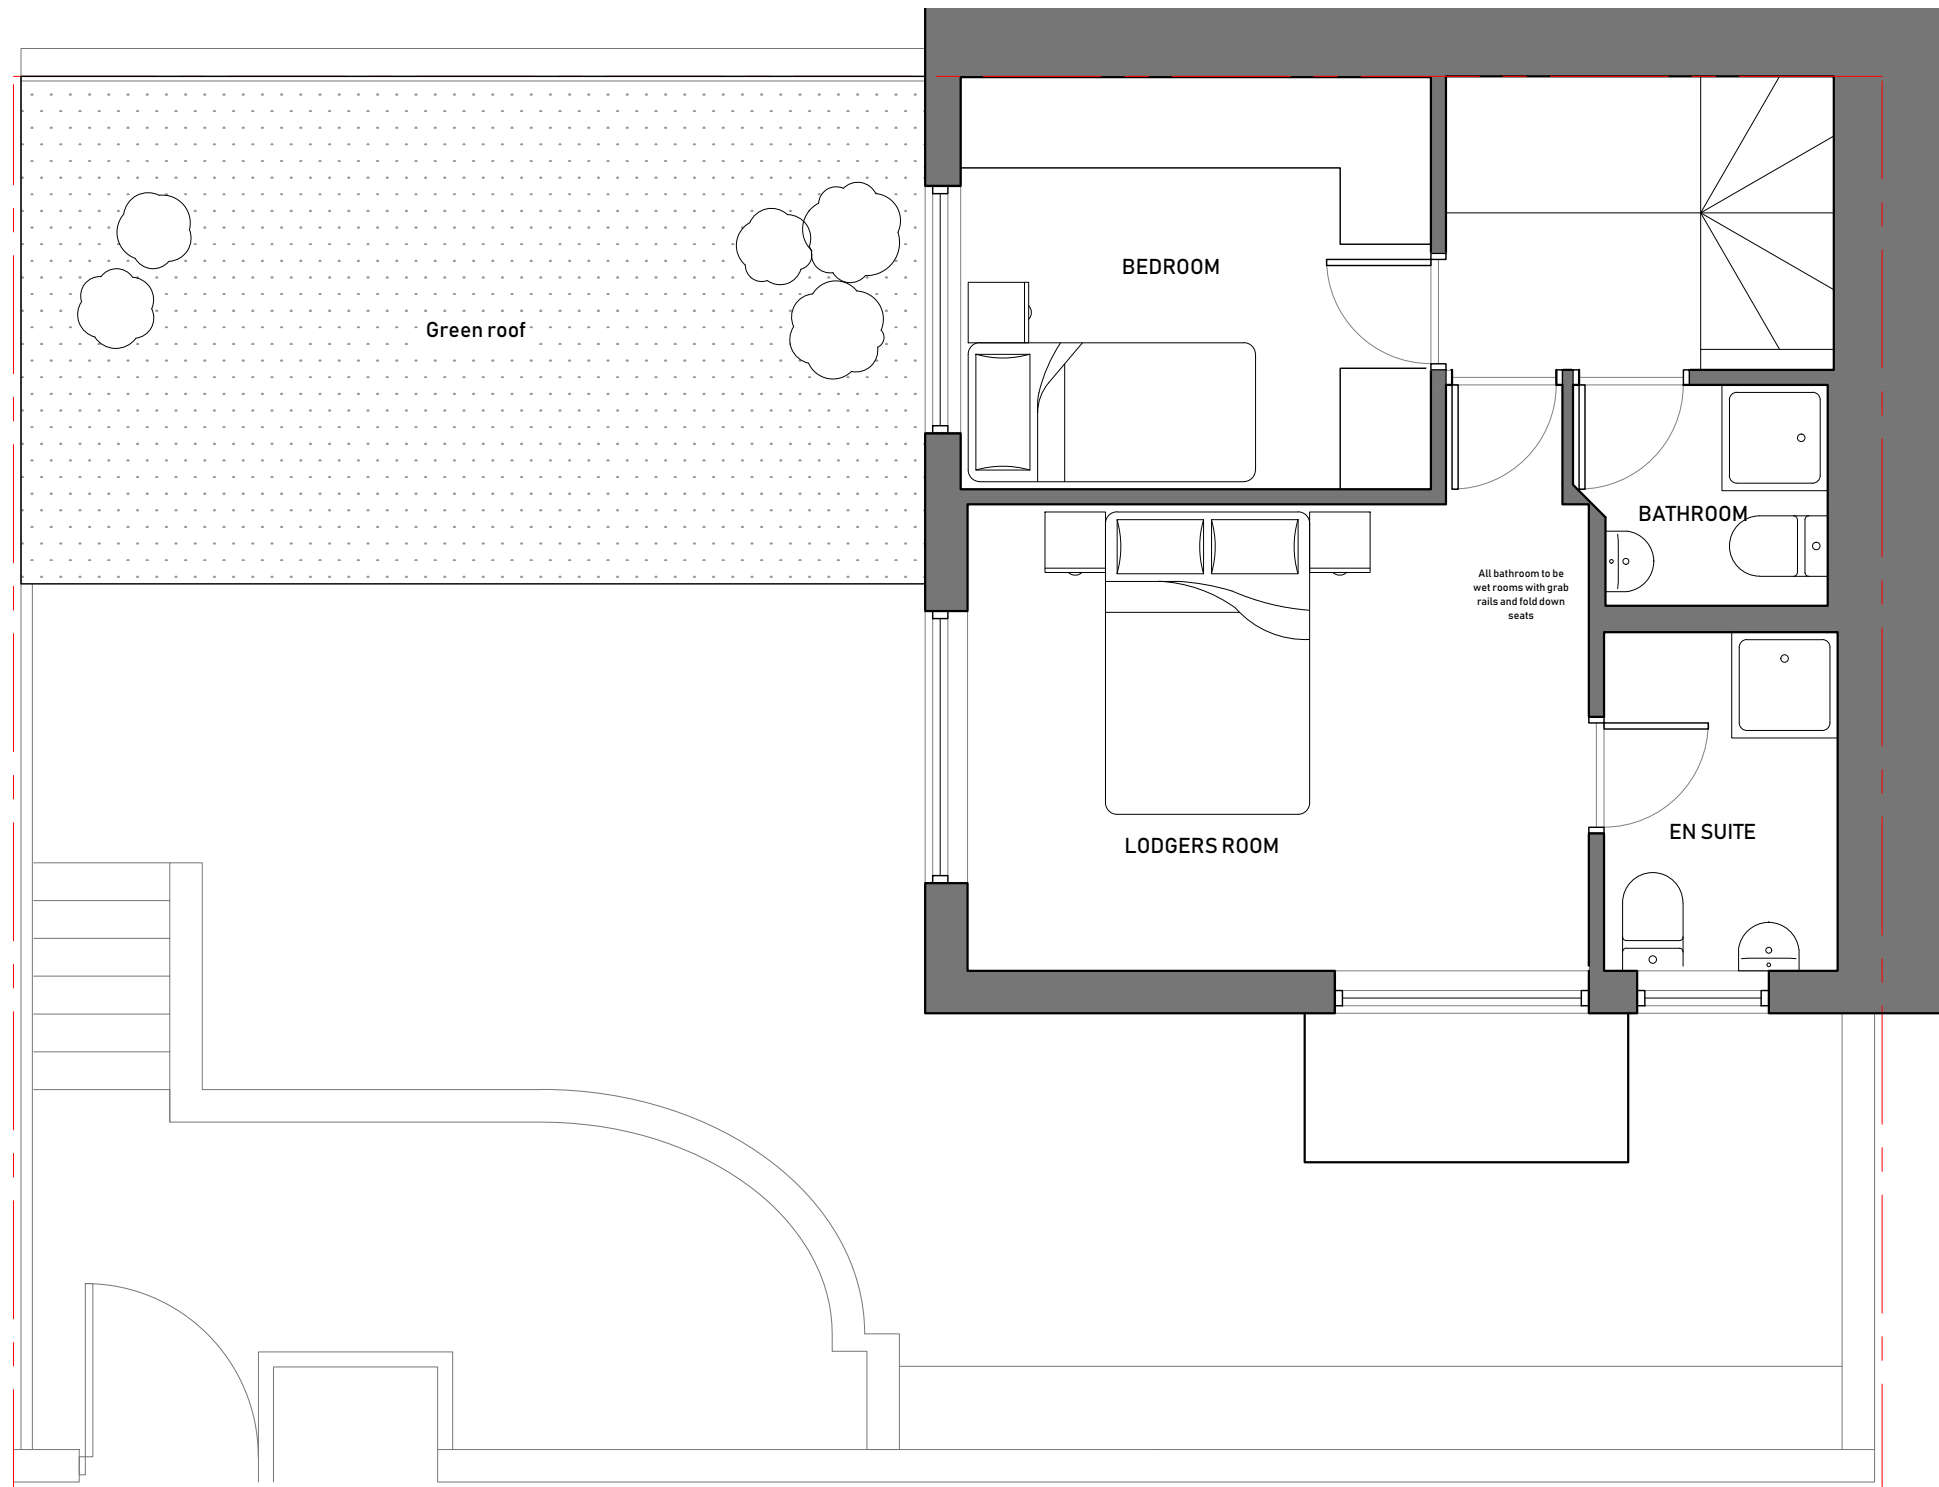 BEDROOM
Green roof
BATHROOM
All bathroom to be
wet rooms with grab
rails and fold down
seats
EN SUITE
LODGERS ROOM